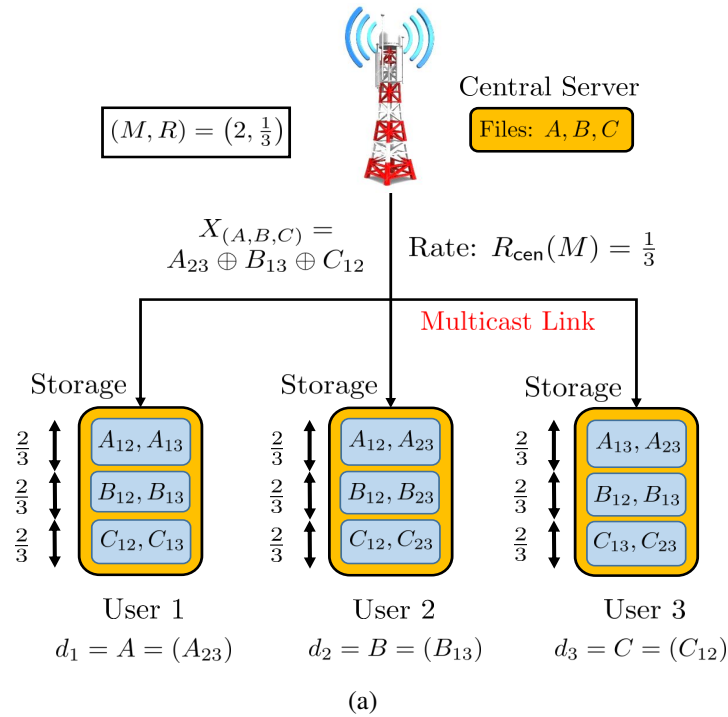 Central Server
(M, R) = (2, 1/3)
Files: A, B, C
X_(A,B,C) =
A_23 ⊕ B_13 ⊕ C_12
Rate: R_cen(M) = 1/3
Multicast Link
Storage Storage Storage
2/3 A_12, A_13 2/3 A_12, A_23 2/3 A_13, A_23
2/3 B_12, B_13 2/3 B_12, B_23 2/3 B_12, B_13
2/3 C_12, C_13 2/3 C_12, C_23 2/3 C_13, C_23
User 1 User 2 User 3
d_1 = A = (A_23) d_2 = B = (B_13) d_3 = C = (C_12)
(a)